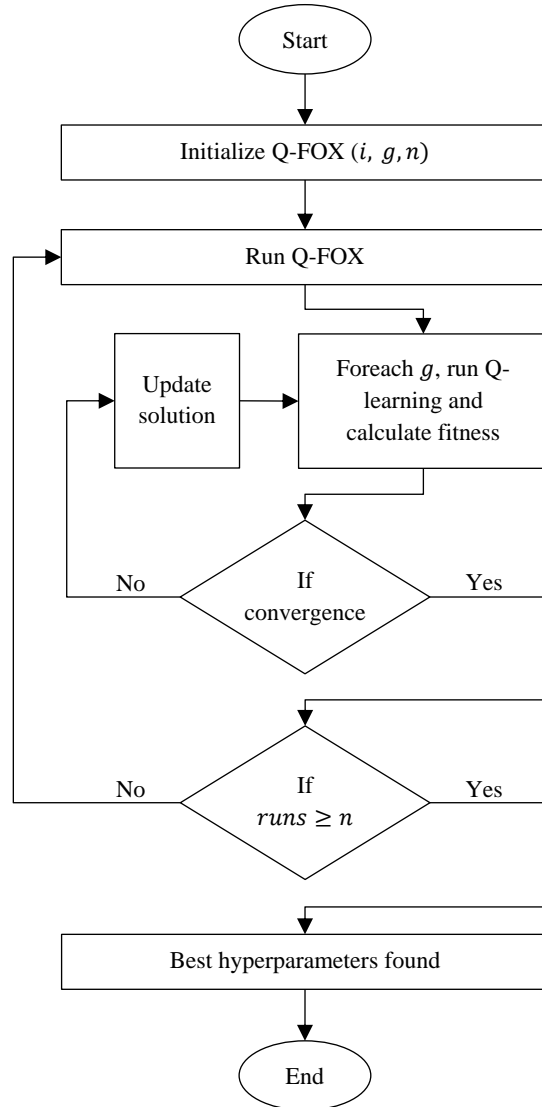 Start
Initialize Q-FOX (i, g, n)
Run Q-FOX
Update
solution
Foreach g, run Q-
learning and
calculate fitness
No
If
convergence
Yes
No
If
runs ≥ n
Yes
Best hyperparameters found
End